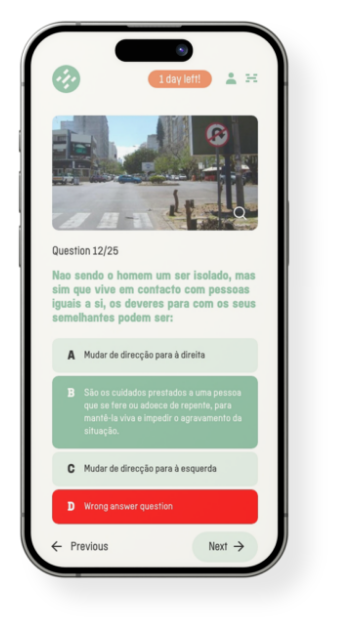 1 day left!
Question 12/25
Nao sendo o homem um ser isolado, mas
sim que vive em contacto com pessoas
iguais a si, os deveres para com os seus
semelhantes podem ser:
A Mudar de direcção para à direita
B São os cuidados prestados a uma pessoa
que se fere ou adoece de repente, para
mantê-la viva e impedir o agravamento da
situação.
C Mudar de direcção para à esquerda
D Wrong answer question
← Previous
Next →